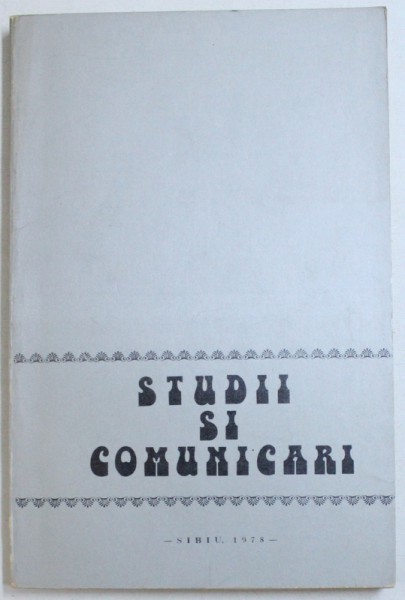 STUDII
SI
COMUNICARI
— SIBIU, 1978 —